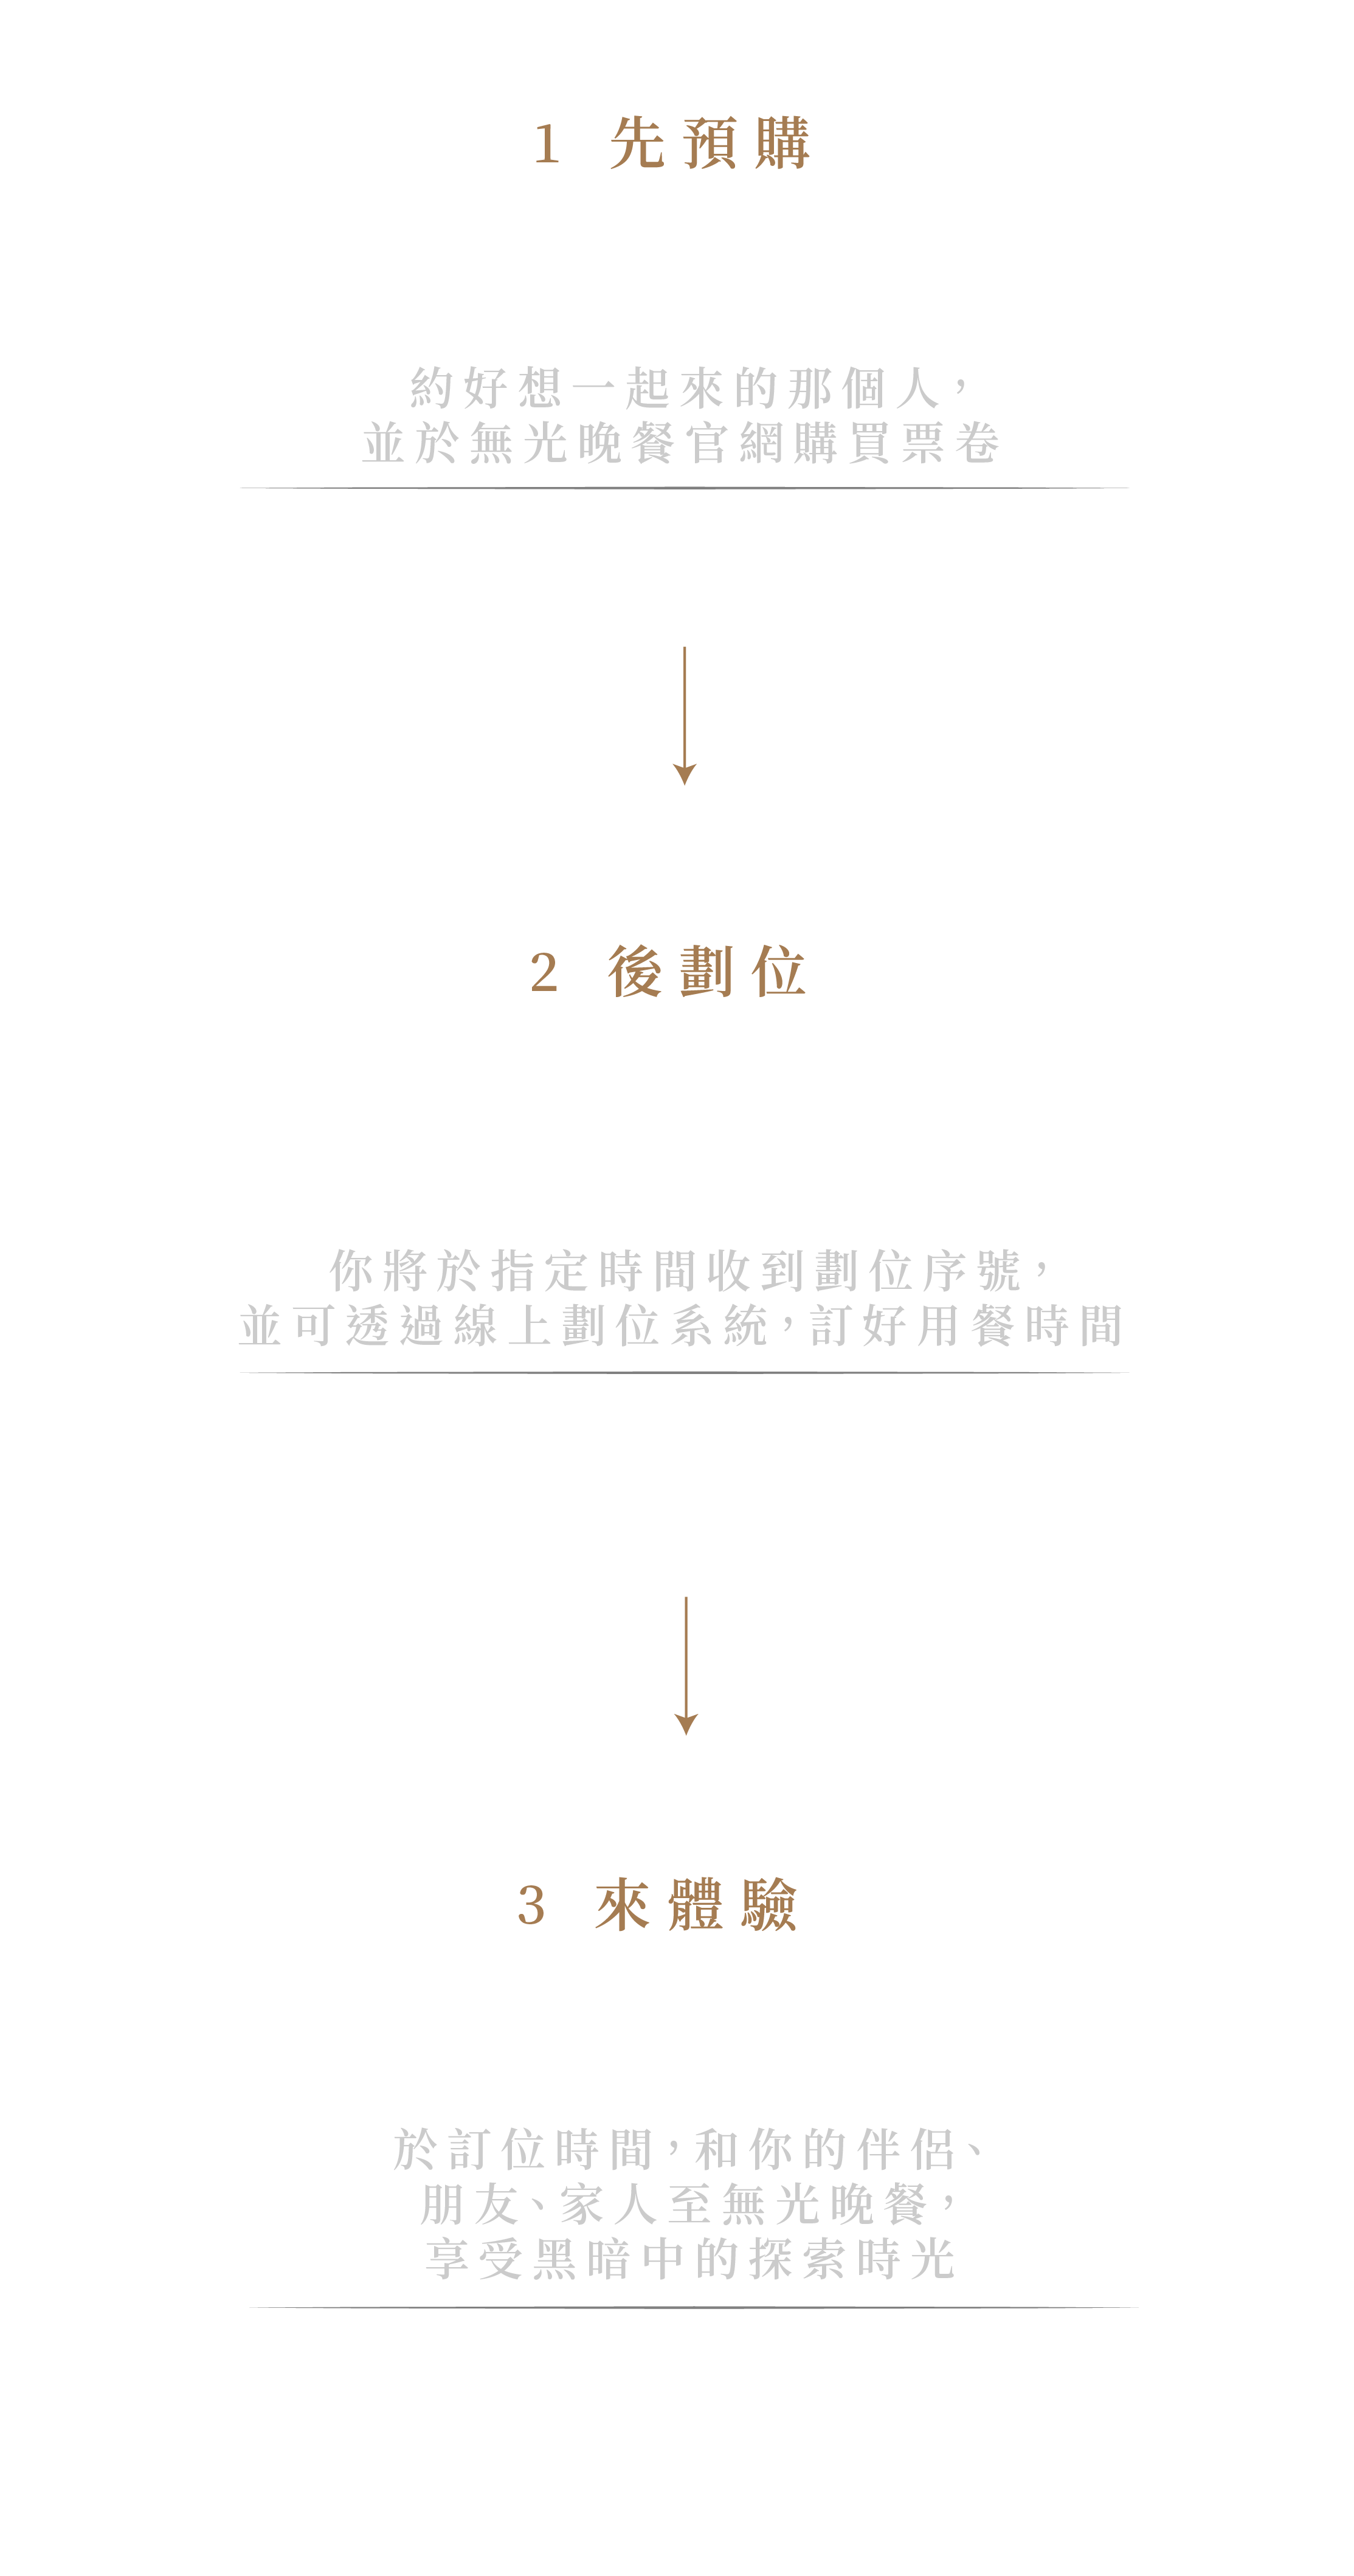 1 先預購
約好想一起來的那個人，
並於無光晚餐官網購買票卷
2 後劃位
你將於指定時間收到劃位序號，
並可透過線上劃位系統，訂好用餐時間
3 來體驗
於訂位時間，和你的伴侶、
朋友、家人至無光晚餐，
享受黑暗中的探索時光